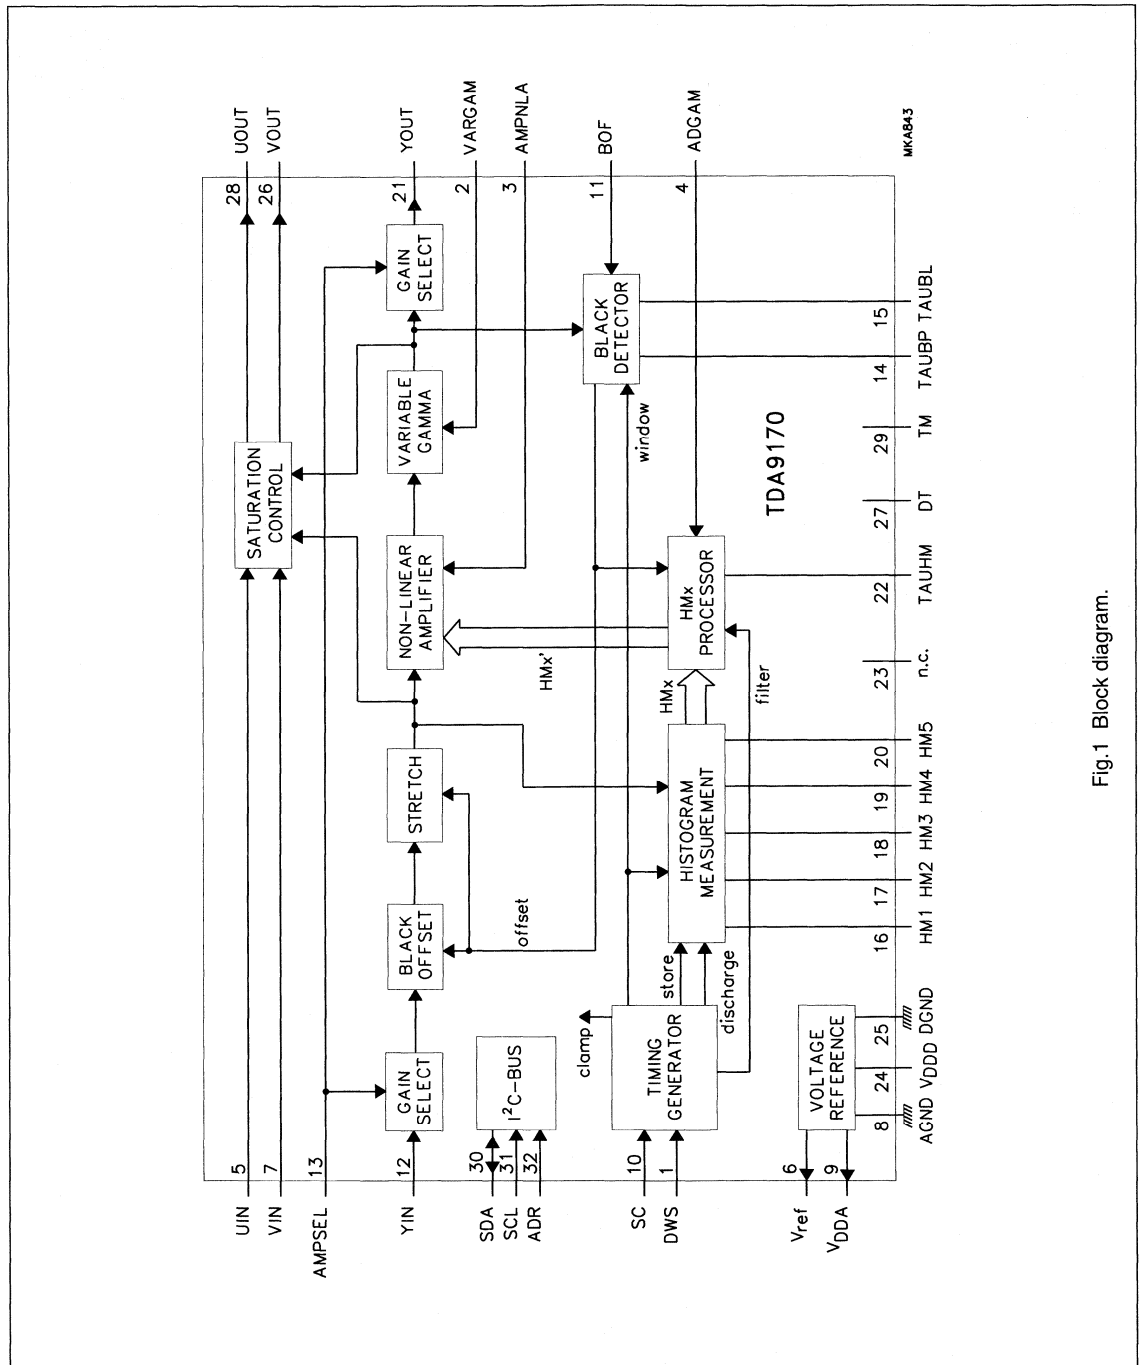 UIN
5
VIN
7
AMPSEL
13
YIN
12
SDA
30
SCL
31
ADR
32
SC
10
DWS
1
Vref
6
VDDA
9
SATURATION
CONTROL
28
UOUT
26
VOUT
GAIN
SELECT
BLACK
OFFSET
STRETCH
NON-LINEAR
AMPLIFIER
VARIABLE
GAMMA
GAIN
SELECT
21
YOUT
2
VARGAM
3
AMPNLA
offset
HMx'
I²C-BUS
BLACK
DETECTOR
11
BOF
clamp
window
TIMING
GENERATOR
store
discharge
HISTOGRAM
MEASUREMENT
HMx
HMx
PROCESSOR
4
ADGAM
filter
TDA9170
VOLTAGE
REFERENCE
8
24
25
16
17
18
19
20
23
22
27
29
14
15
AGND
VDDD
DGND
HM1
HM2
HM3
HM4
HM5
n.c.
TAUHM
DT
TM
TAUBP
TAUBL
MKA843
Fig.1 Block diagram.